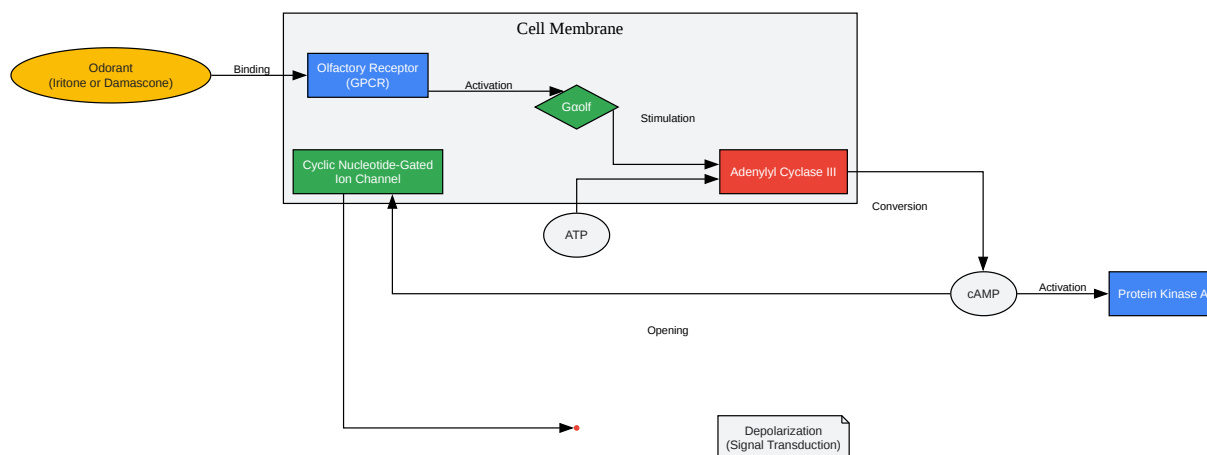 Cell Membrane
Odorant
(Iritone or Damascone)
Binding
Olfactory Receptor
(GPCR)
Activation
Gαolf
Stimulation
Cyclic Nucleotide-Gated
Ion Channel
Adenylyl Cyclase III
Conversion
ATP
cAMP
Activation
Protein Kinase A
Opening
Depolarization
(Signal Transduction)